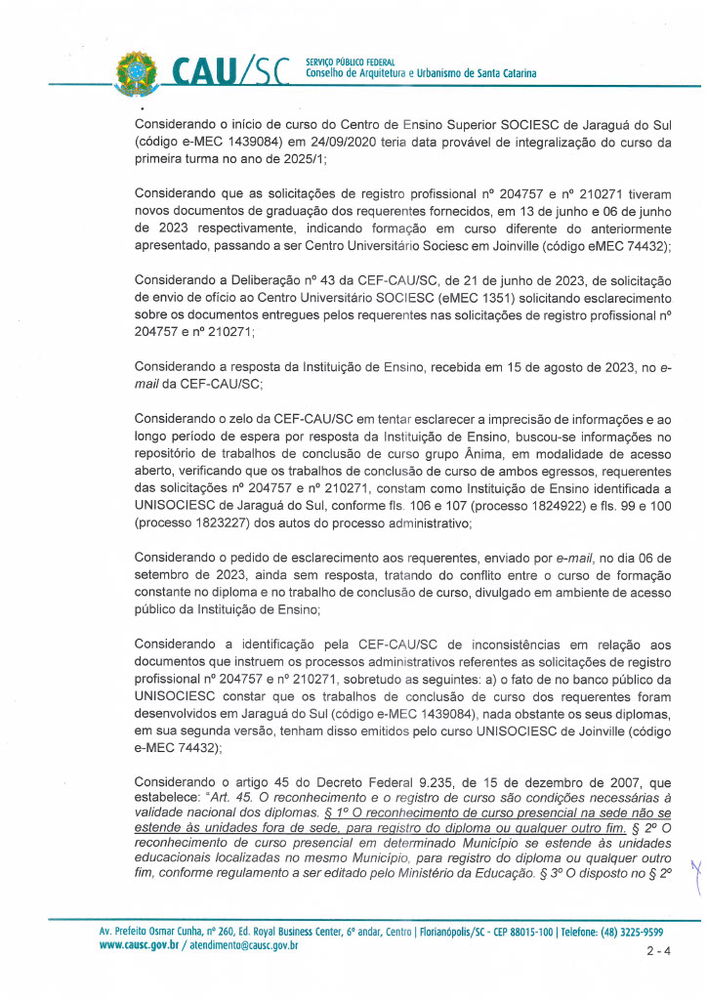 CAU/SC
SERVIÇO PÚBLICO FEDERAL
Conselho de Arquitetura e Urbanismo de Santa Catarina
Considerando o início de curso do Centro de Ensino Superior SOCIESC de Jaraguá do Sul
(código e-MEC 1439084) em 24/09/2020 teria data provável de integralização do curso da
primeira turma no ano de 2025/1;
Considerando que as solicitações de registro profissional nº 204757 e nº 210271 tiveram
novos documentos de graduação dos requerentes fornecidos, em 13 de junho e 06 de junho
de 2023 respectivamente, indicando formação em curso diferente do anteriormente
apresentado, passando a ser Centro Universitário Sociesc em Joinville (código eMEC 74432);
Considerando a Deliberação nº 43 da CEF-CAU/SC, de 21 de junho de 2023, de solicitação
de envio de ofício ao Centro Universitário SOCIESC (eMEC 1351) solicitando esclarecimento
sobre os documentos entregues pelos requerentes nas solicitações de registro profissional nº
204757 e nº 210271;
Considerando a resposta da Instituição de Ensino, recebida em 15 de agosto de 2023, no e-
mail da CEF-CAU/SC;
Considerando o zelo da CEF-CAU/SC em tentar esclarecer a imprecisão de informações e ao
longo período de espera por resposta da Instituição de Ensino, buscou-se informações no
repositório de trabalhos de conclusão de curso grupo Ânima, em modalidade de acesso
aberto, verificando que os trabalhos de conclusão de curso de ambos egressos, requerentes
das solicitações nº 204757 e nº 210271, constam como Instituição de Ensino identificada a
UNISOCIESC de Jaraguá do Sul, conforme fls. 106 e 107 (processo 1824922) e fls. 99 e 100
(processo 1823227) dos autos do processo administrativo;
Considerando o pedido de esclarecimento aos requerentes, enviado por e-mail, no dia 06 de
setembro de 2023, ainda sem resposta, tratando do conflito entre o curso de formação
constante no diploma e no trabalho de conclusão de curso, divulgado em ambiente de acesso
público da Instituição de Ensino;
Considerando a identificação pela CEF-CAU/SC de inconsistências em relação aos
documentos que instruem os processos administrativos referentes as solicitações de registro
profissional nº 204757 e nº 210271, sobretudo as seguintes: a) o fato de no banco público da
UNISOCIESC constar que os trabalhos de conclusão de curso dos requerentes foram
desenvolvidos em Jaraguá do Sul (código e-MEC 1439084), nada obstante os seus diplomas,
em sua segunda versão, tenham disso emitidos pelo curso UNISOCIESC de Joinville (código
e-MEC 74432);
Considerando o artigo 45 do Decreto Federal 9.235, de 15 de dezembro de 2007, que
estabelece: “Art. 45. O reconhecimento e o registro de curso são condições necessárias à
validade nacional dos diplomas. § 1º O reconhecimento de curso presencial na sede não se
estende às unidades fora de sede, para registro do diploma ou qualquer outro fim. § 2º O
reconhecimento de curso presencial em determinado Município se estende às unidades
educacionais localizadas no mesmo Município, para registro do diploma ou qualquer outro
fim, conforme regulamento a ser editado pelo Ministério da Educação. § 3º O disposto no § 2º
Av. Prefeito Osmar Cunha, nº 260, Ed. Royal Business Center, 6º andar, Centro | Florianópolis/SC - CEP 88015-100 | Telefone: (48) 3225-9599
www.causc.gov.br / atendimento@causc.gov.br
2 - 4